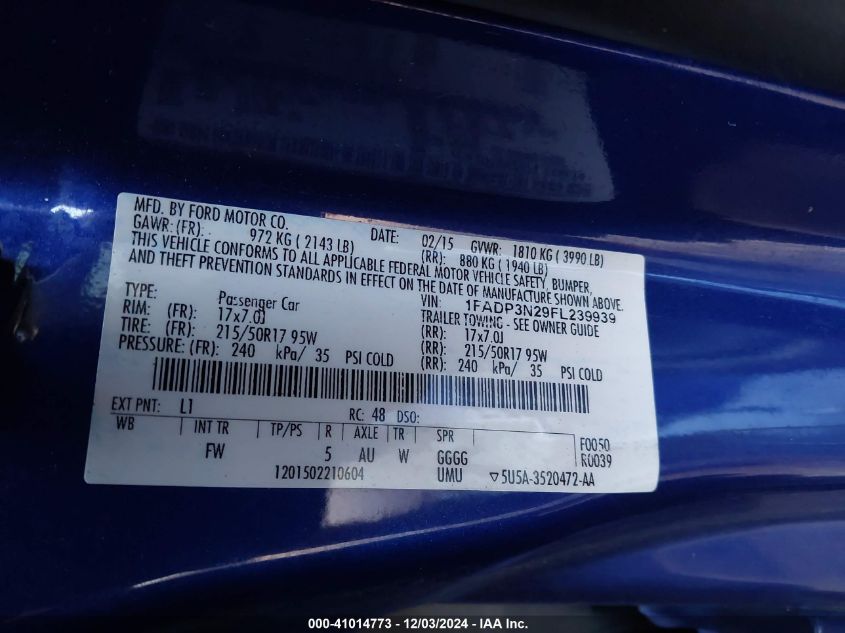 MFD. BY FORD MOTOR CO.
DATE: 02/15 GVWR: 1810 KG ( 3990 LB)
GAWR: (FR): 972 KG ( 2143 LB) (RR): 880 KG ( 1940 LB)
THIS VEHICLE CONFORMS TO ALL APPLICABLE FEDERAL MOTOR VEHICLE SAFETY, BUMPER,
AND THEFT PREVENTION STANDARDS IN EFFECT ON THE DATE OF MANUFACTURE SHOWN ABOVE.
VIN: 1FADP3N29FL239939
TYPE: Passenger Car TRAILER TOWING - SEE OWNER GUIDE
RIM: (FR): 17x7.0J (RR): 17x7.0J
TIRE: (FR): 215/50R17 95W (RR): 215/50R17 95W
PRESSURE: (FR): 240 kPa/ 35 PSI COLD (RR): 240 kPa/ 35 PSI COLD
EXT PNT: L1 RC: 48 DSO:
WB INT TR TP/PS R AXLE TR SPR F0050
FW 5 AU W GGGG R0039
1201502210604 UMU ▽5U5A-3520472-AA
000-41014773 - 12/03/2024 - IAA Inc.